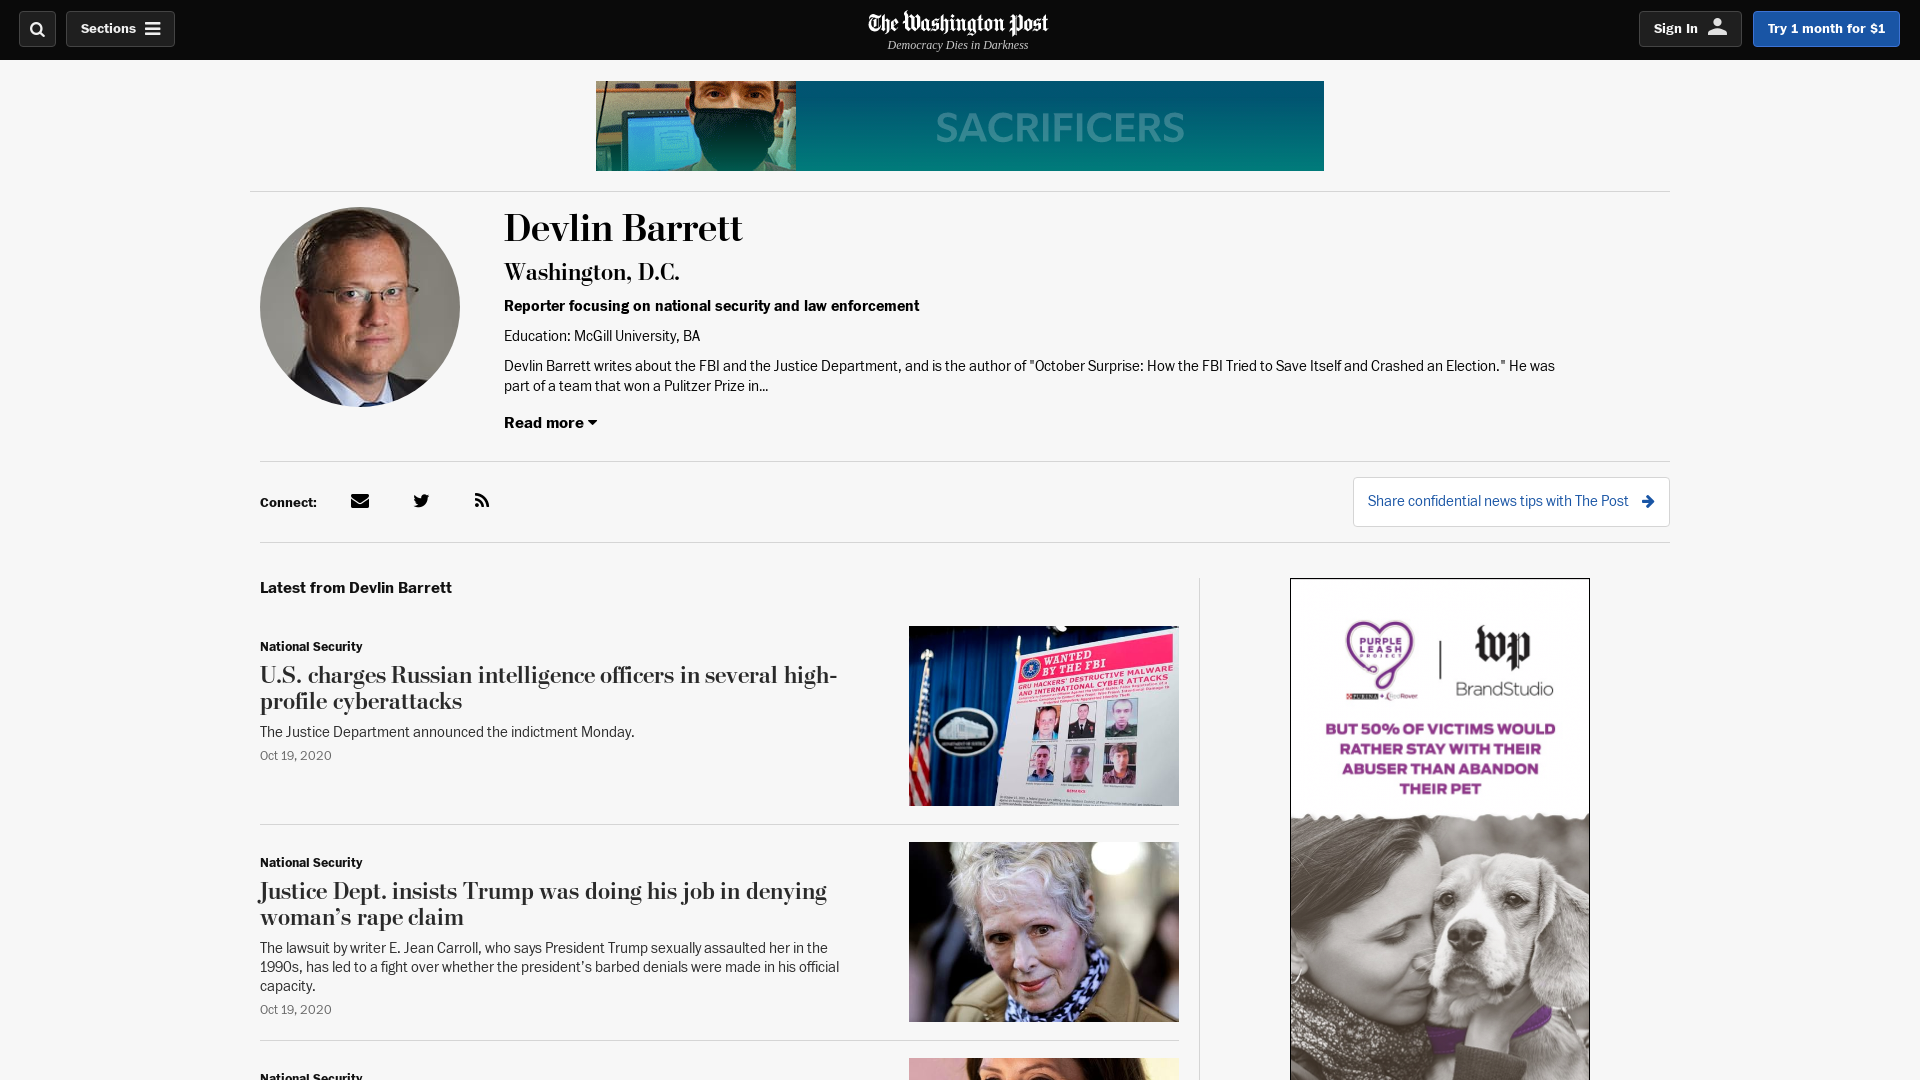 Sections
The Washington Post
Democracy Dies in Darkness
Sign In
Try 1 month for $1
SACRIFICERS
Devlin Barrett
Washington, D.C.
Reporter focusing on national security and law enforcement
Education: McGill University, BA
Devlin Barrett writes about the FBI and the Justice Department, and is the author of "October Surprise: How the FBI Tried to Save Itself and Crashed an Election." He was
part of a team that won a Pulitzer Prize in...
Read more
Connect:
Share confidential news tips with The Post
Latest from Devlin Barrett
National Security
U.S. charges Russian intelligence officers in several high-
profile cyberattacks
The Justice Department announced the indictment Monday.
Oct 19, 2020
WANTED
BY THE FBI
GRU HACKERS' DESTRUCTIVE MALWARE
AND INTERNATIONAL CYBER ATTACKS
REMARKS
National Security
Justice Dept. insists Trump was doing his job in denying
woman’s rape claim
The lawsuit by writer E. Jean Carroll, who says President Trump sexually assaulted her in the
1990s, has led to a fight over whether the president’s barbed denials were made in his official
capacity.
Oct 19, 2020
National Security
PURPLE
LEASH
PROJECT
PURINA + RedRover
wp
BrandStudio
BUT 50% OF VICTIMS WOULD
RATHER STAY WITH THEIR
ABUSER THAN ABANDON
THEIR PET